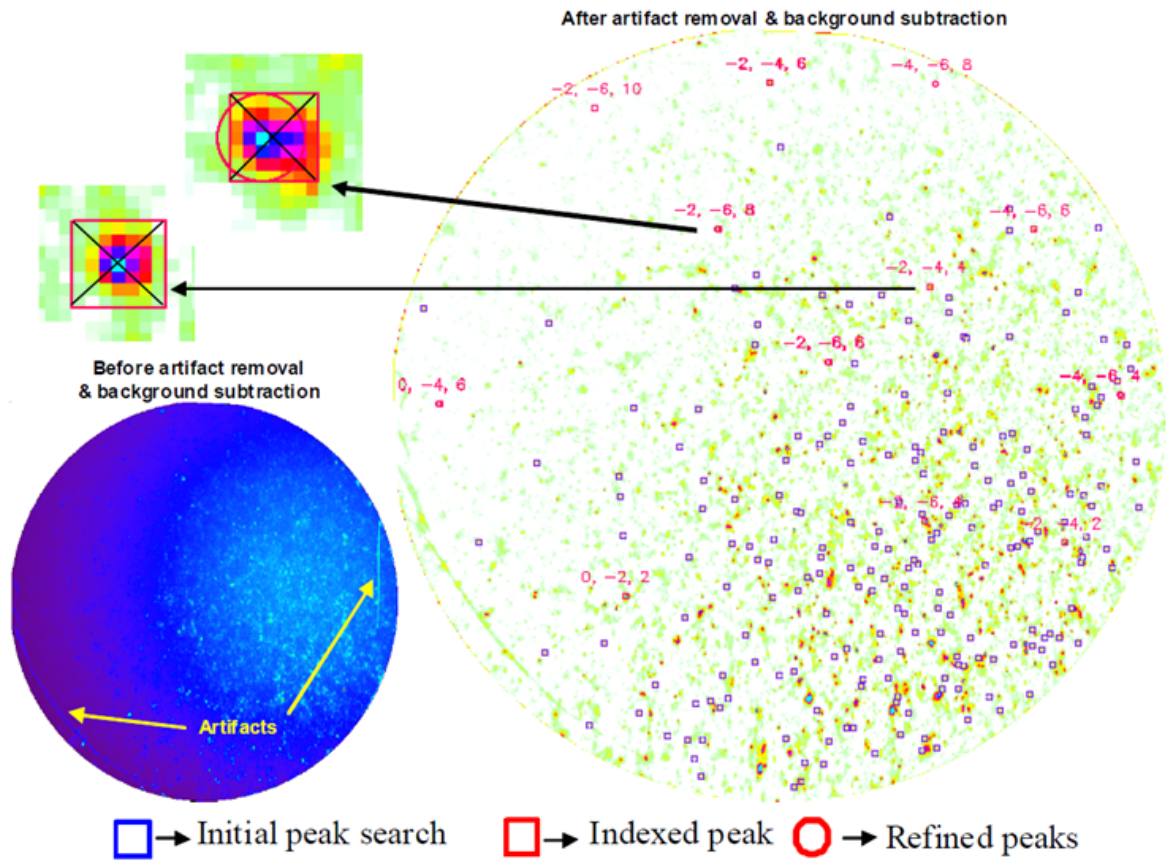 After artifact removal & background subtraction
-2, -4, 6
-4, -6, 8
-2, -6, 10
-2, -6, 8
-4, -6, 6
-2, -4, 4
-2, -6, 6
Before artifact removal
& background subtraction
0, -4, 6
-4, -6, 4
-2, -4, 2
0, -2, 2
Artifacts
Initial peak search
Indexed peak
Refined peaks